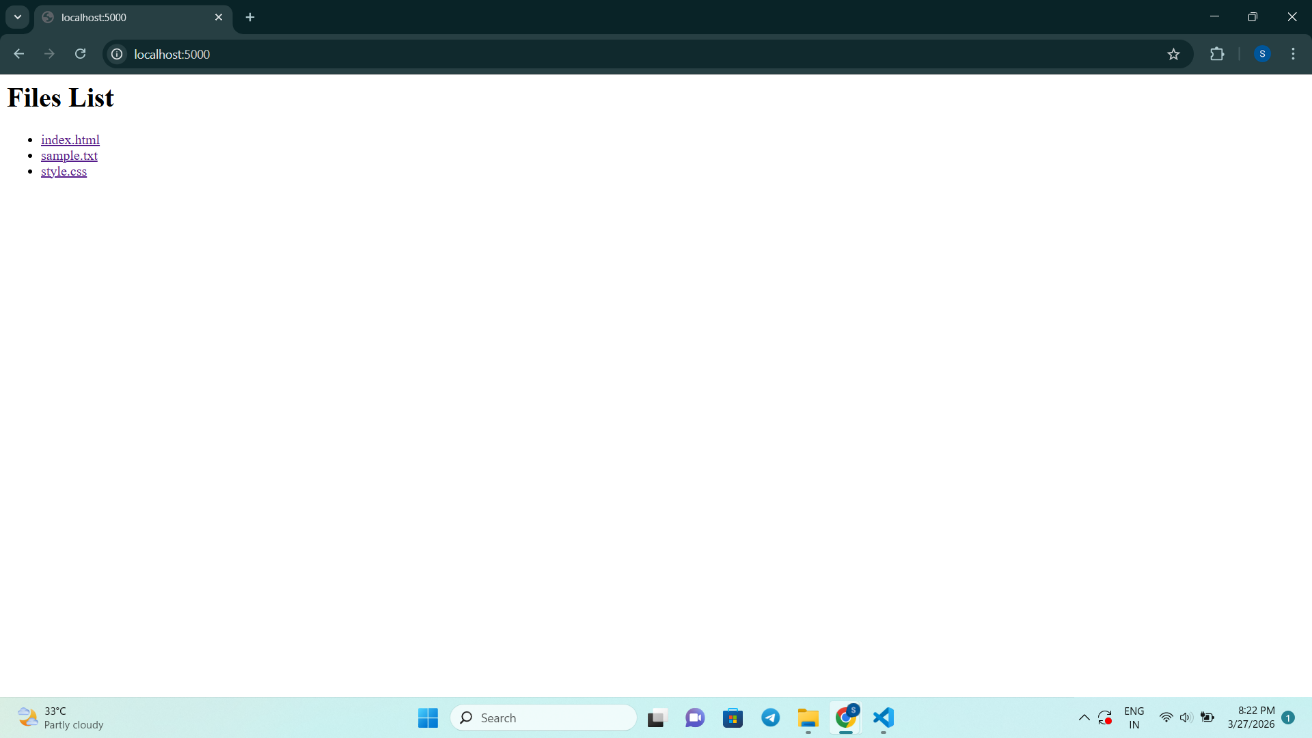 localhost:5000
localhost:5000
S
Files List
index.html
sample.txt
style.css
33°C
Partly cloudy
Search
S
ENG
IN
8:22 PM
3/27/2026
1